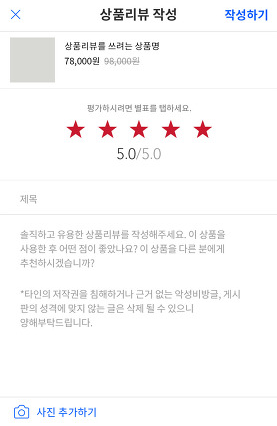 상품리뷰 작성
작성하기
상품리뷰를 쓰려는 상품명
78,000원 98,000원
평가하시려면 별표를 탭하세요.
5.0/5.0
제목
솔직하고 유용한 상품리뷰를 작성해주세요. 이 상품을
사용한 후 어떤 점이 좋았나요? 이 상품을 다른 분에게
추천하시겠습니까?
*타인의 저작권을 침해하거나 근거 없는 악성비방글, 게시
판의 성격에 맞지 않는 글은 삭제 될 수 있으니
양해부탁드립니다.
사진 추가하기